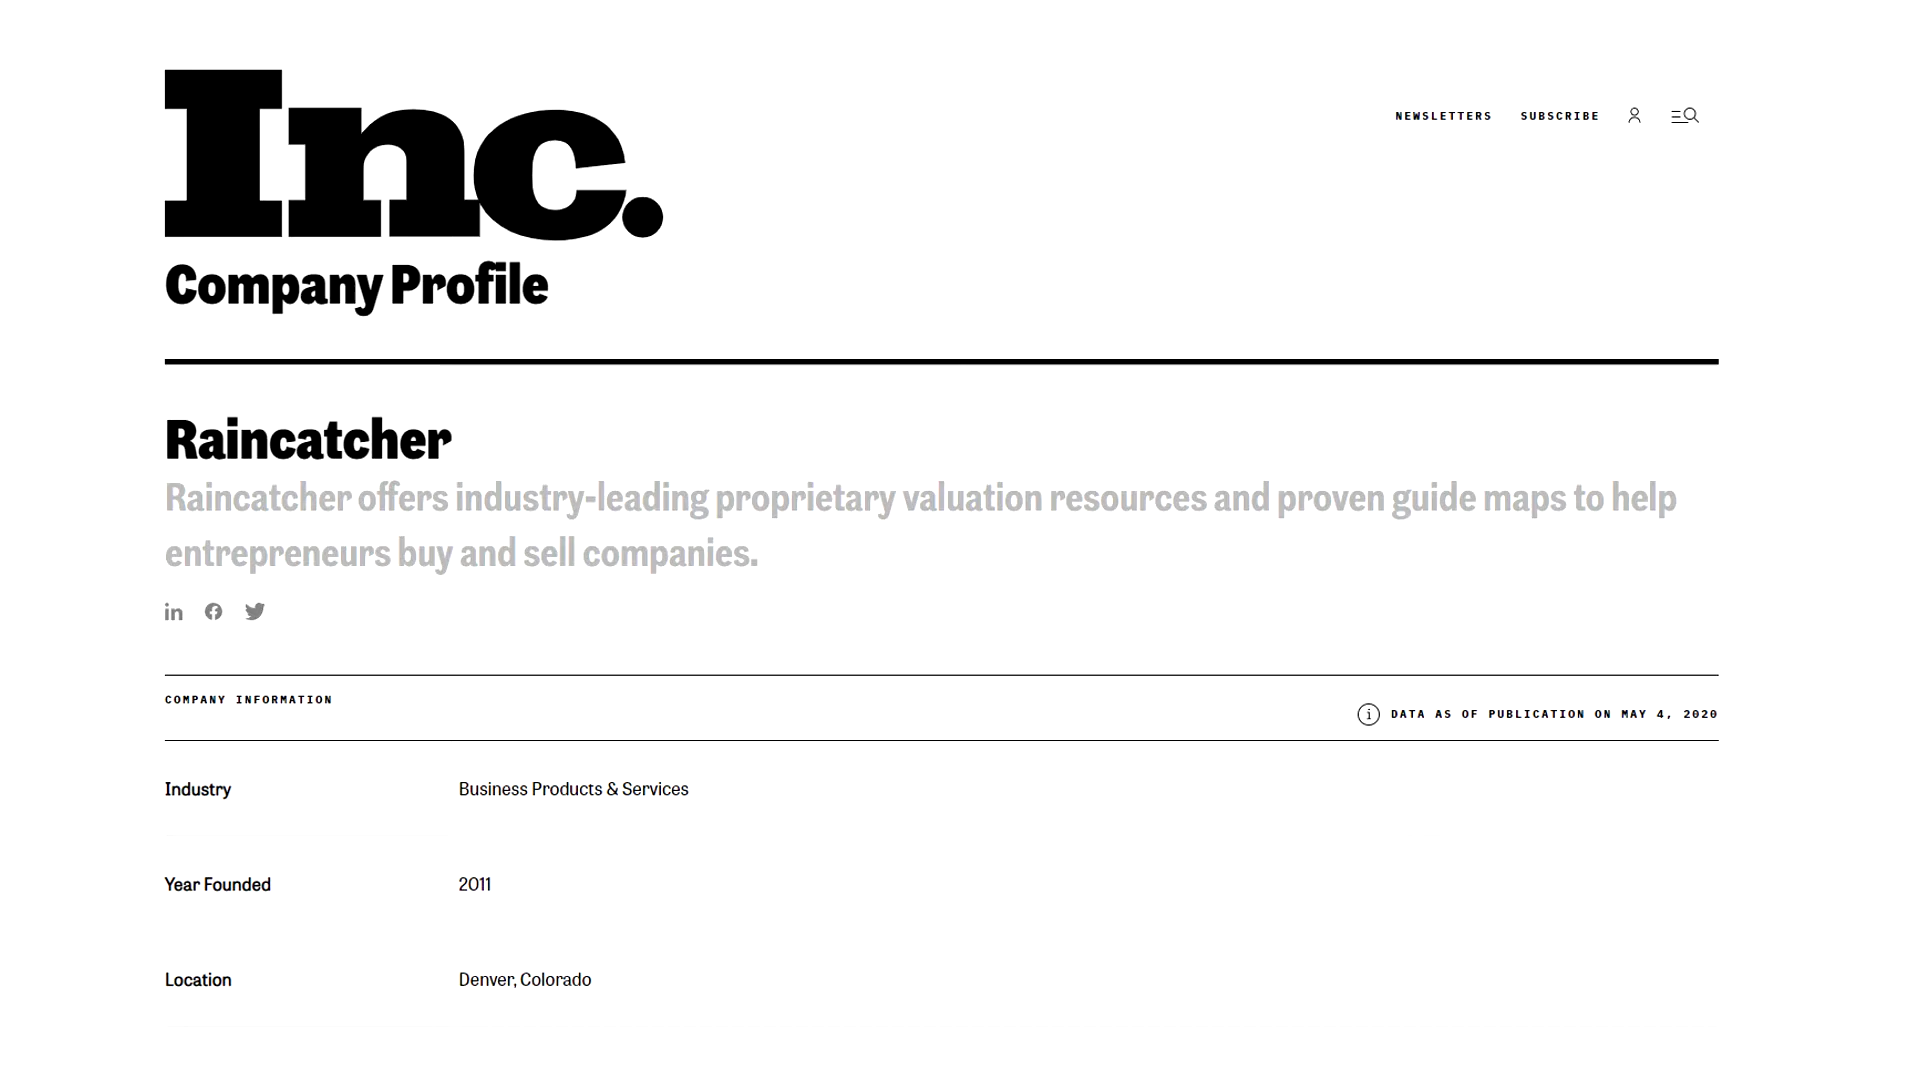 Inc.
NEWSLETTERS SUBSCRIBE
Company Profile
Raincatcher
Raincatcher offers industry-leading proprietary valuation resources and proven guide maps to help
entrepreneurs buy and sell companies.
COMPANY INFORMATION
DATA AS OF PUBLICATION ON MAY 4, 2020
Industry Business Products & Services
Year Founded 2011
Location Denver, Colorado